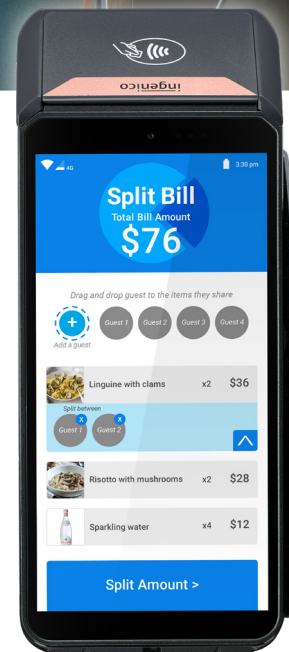 ingenico
4G 3:30 pm
Split Bill
Total Bill Amount
$76
Drag and drop guest to the items they share
+ Guest 1 Guest 2 Guest 3 Guest 4
Add a guest
Linguine with clams x2 $36
Split between
X X
Guest 1 Guest 2
Risotto with mushrooms x2 $28
Sparkling water x4 $12
Split Amount >